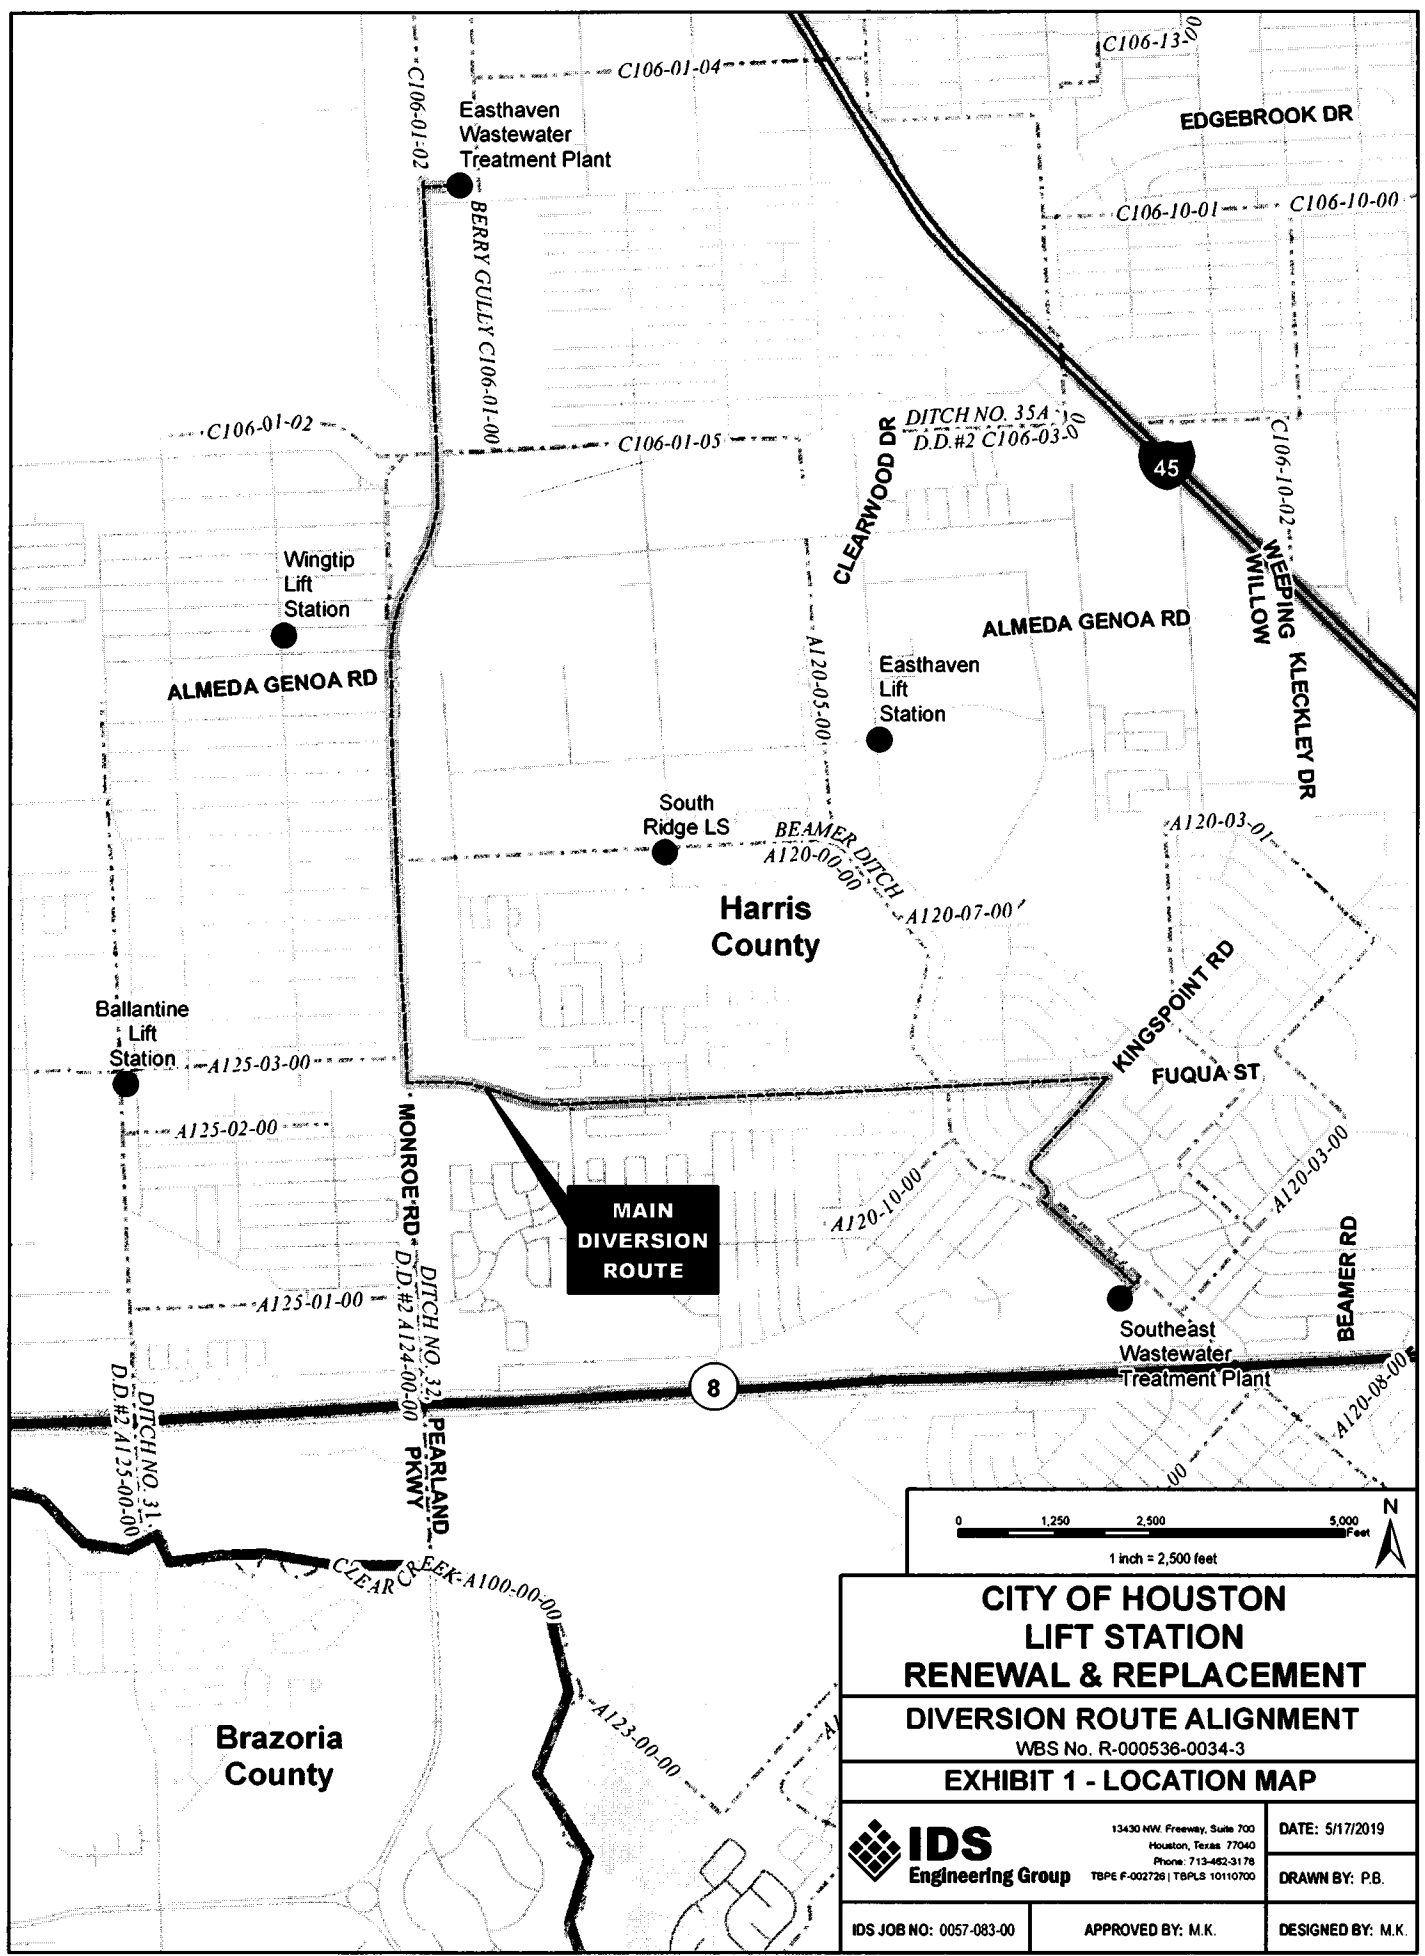 C106-13-00
C106-01-04
C106-01-02
EDGEBROOK DR
Easthaven
Wastewater
Treatment Plant
C106-10-01
C106-10-00
BERRY GULLY C106-01-00
C106-01-02
C106-01-05
CLEARWOOD DR
DITCH NO. 35A
D.D.#2 C106-03-00
45
C106-10-02
WEEPING
WILLOW
KLECKLEY DR
Wingtip
Lift
Station
ALMEDA GENOA RD
ALMEDA GENOA RD
A120-05-00
Easthaven
Lift
Station
South
Ridge LS
BEAMER DITCH
A120-00-00
A120-03-01
A120-07-00
Harris
County
KINGSPOINT RD
FUQUA ST
Ballantine
Lift
Station
A125-03-00
A125-02-00
MONROE RD
MAIN
DIVERSION
ROUTE
A120-10-00
A120-03-00
BEAMER RD
A125-01-00
DITCH NO. 32,
D.D. #2 A124-00-00
Southeast
Wastewater
Treatment Plant
8
A120-08-00
DITCH NO. 31,
D.D.#2 A125-00-00
PEARLAND
PKWY
-00
CLEAR CREEK-A100-00-00
A123-00-00
Brazoria
County
0 1,250 2,500 5,000
Feet
1 inch = 2,500 feet
N
CITY OF HOUSTON
LIFT STATION
RENEWAL & REPLACEMENT
DIVERSION ROUTE ALIGNMENT
WBS No. R-000536-0034-3
EXHIBIT 1 - LOCATION MAP
IDS
Engineering Group
13430 NW. Freeway, Suite 700
Houston, Texas 77040
Phone: 713-462-3178
TBPE F-002726 | TBPLS 10110700
DATE: 5/17/2019
DRAWN BY: P.B.
IDS JOB NO: 0057-083-00
APPROVED BY: M.K.
DESIGNED BY: M.K.